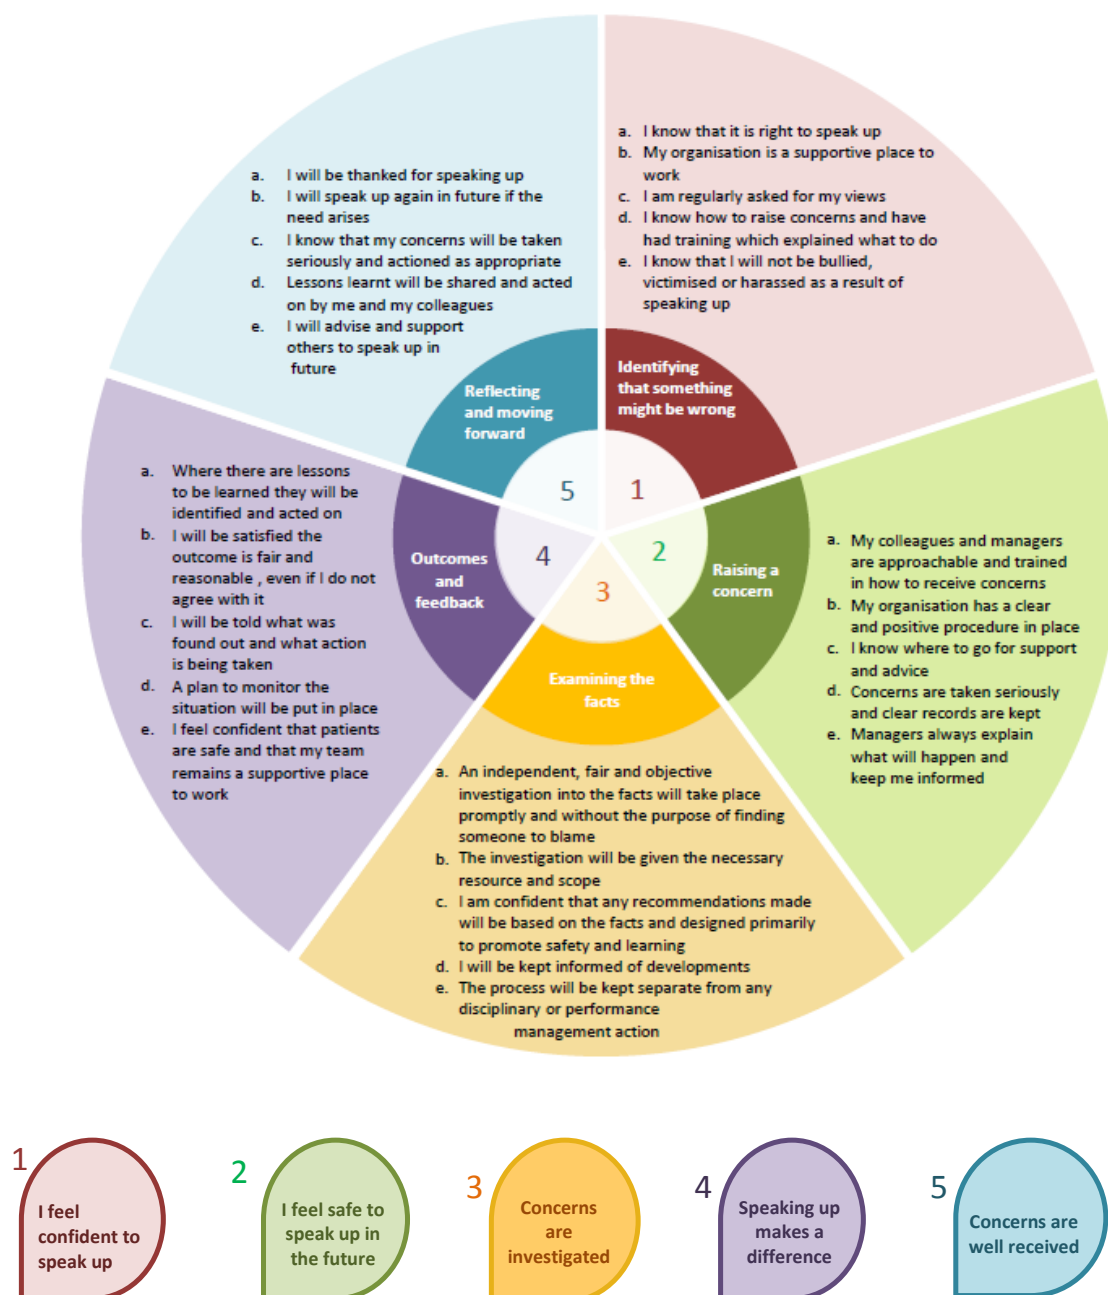 a. I know that it is right to speak up
b. My organisation is a supportive place to
work
c. I am regularly asked for my views
d. I know how to raise concerns and have
had training which explained what to do
e. I know that I will not be bullied,
victimised or harassed as a result of
speaking up
Identifying
that something
might be wrong
1
a. My colleagues and managers
are approachable and trained
in how to receive concerns
b. My organisation has a clear
and positive procedure in place
c. I know where to go for support
and advice
d. Concerns are taken seriously
and clear records are kept
e. Managers always explain
what will happen and
keep me informed
Raising a
concern
2
Examining the
facts
3
a. An independent, fair and objective
investigation into the facts will take place
promptly and without the purpose of finding
someone to blame
b. The investigation will be given the necessary
resource and scope
c. I am confident that any recommendations made
will be based on the facts and designed primarily
to promote safety and learning
d. I will be kept informed of developments
e. The process will be kept separate from any
disciplinary or performance
management action
a. Where there are lessons
to be learned they will be
identified and acted on
b. I will be satisfied the
outcome is fair and
reasonable , even if I do not
agree with it
c. I will be told what was
found out and what action
is being taken
d. A plan to monitor the
situation will be put in place
e. I feel confident that patients
are safe and that my team
remains a supportive place
to work
Outcomes
and
feedback
4
a. I will be thanked for speaking up
b. I will speak up again in future if the
need arises
c. I know that my concerns will be taken
seriously and actioned as appropriate
d. Lessons learnt will be shared and acted
on by me and my colleagues
e. I will advise and support
others to speak up in
future
Reflecting
and moving
forward
5
1
I feel
confident to
speak up
2
I feel safe to
speak up in
the future
3
Concerns
are
investigated
4
Speaking up
makes a
difference
5
Concerns are
well received